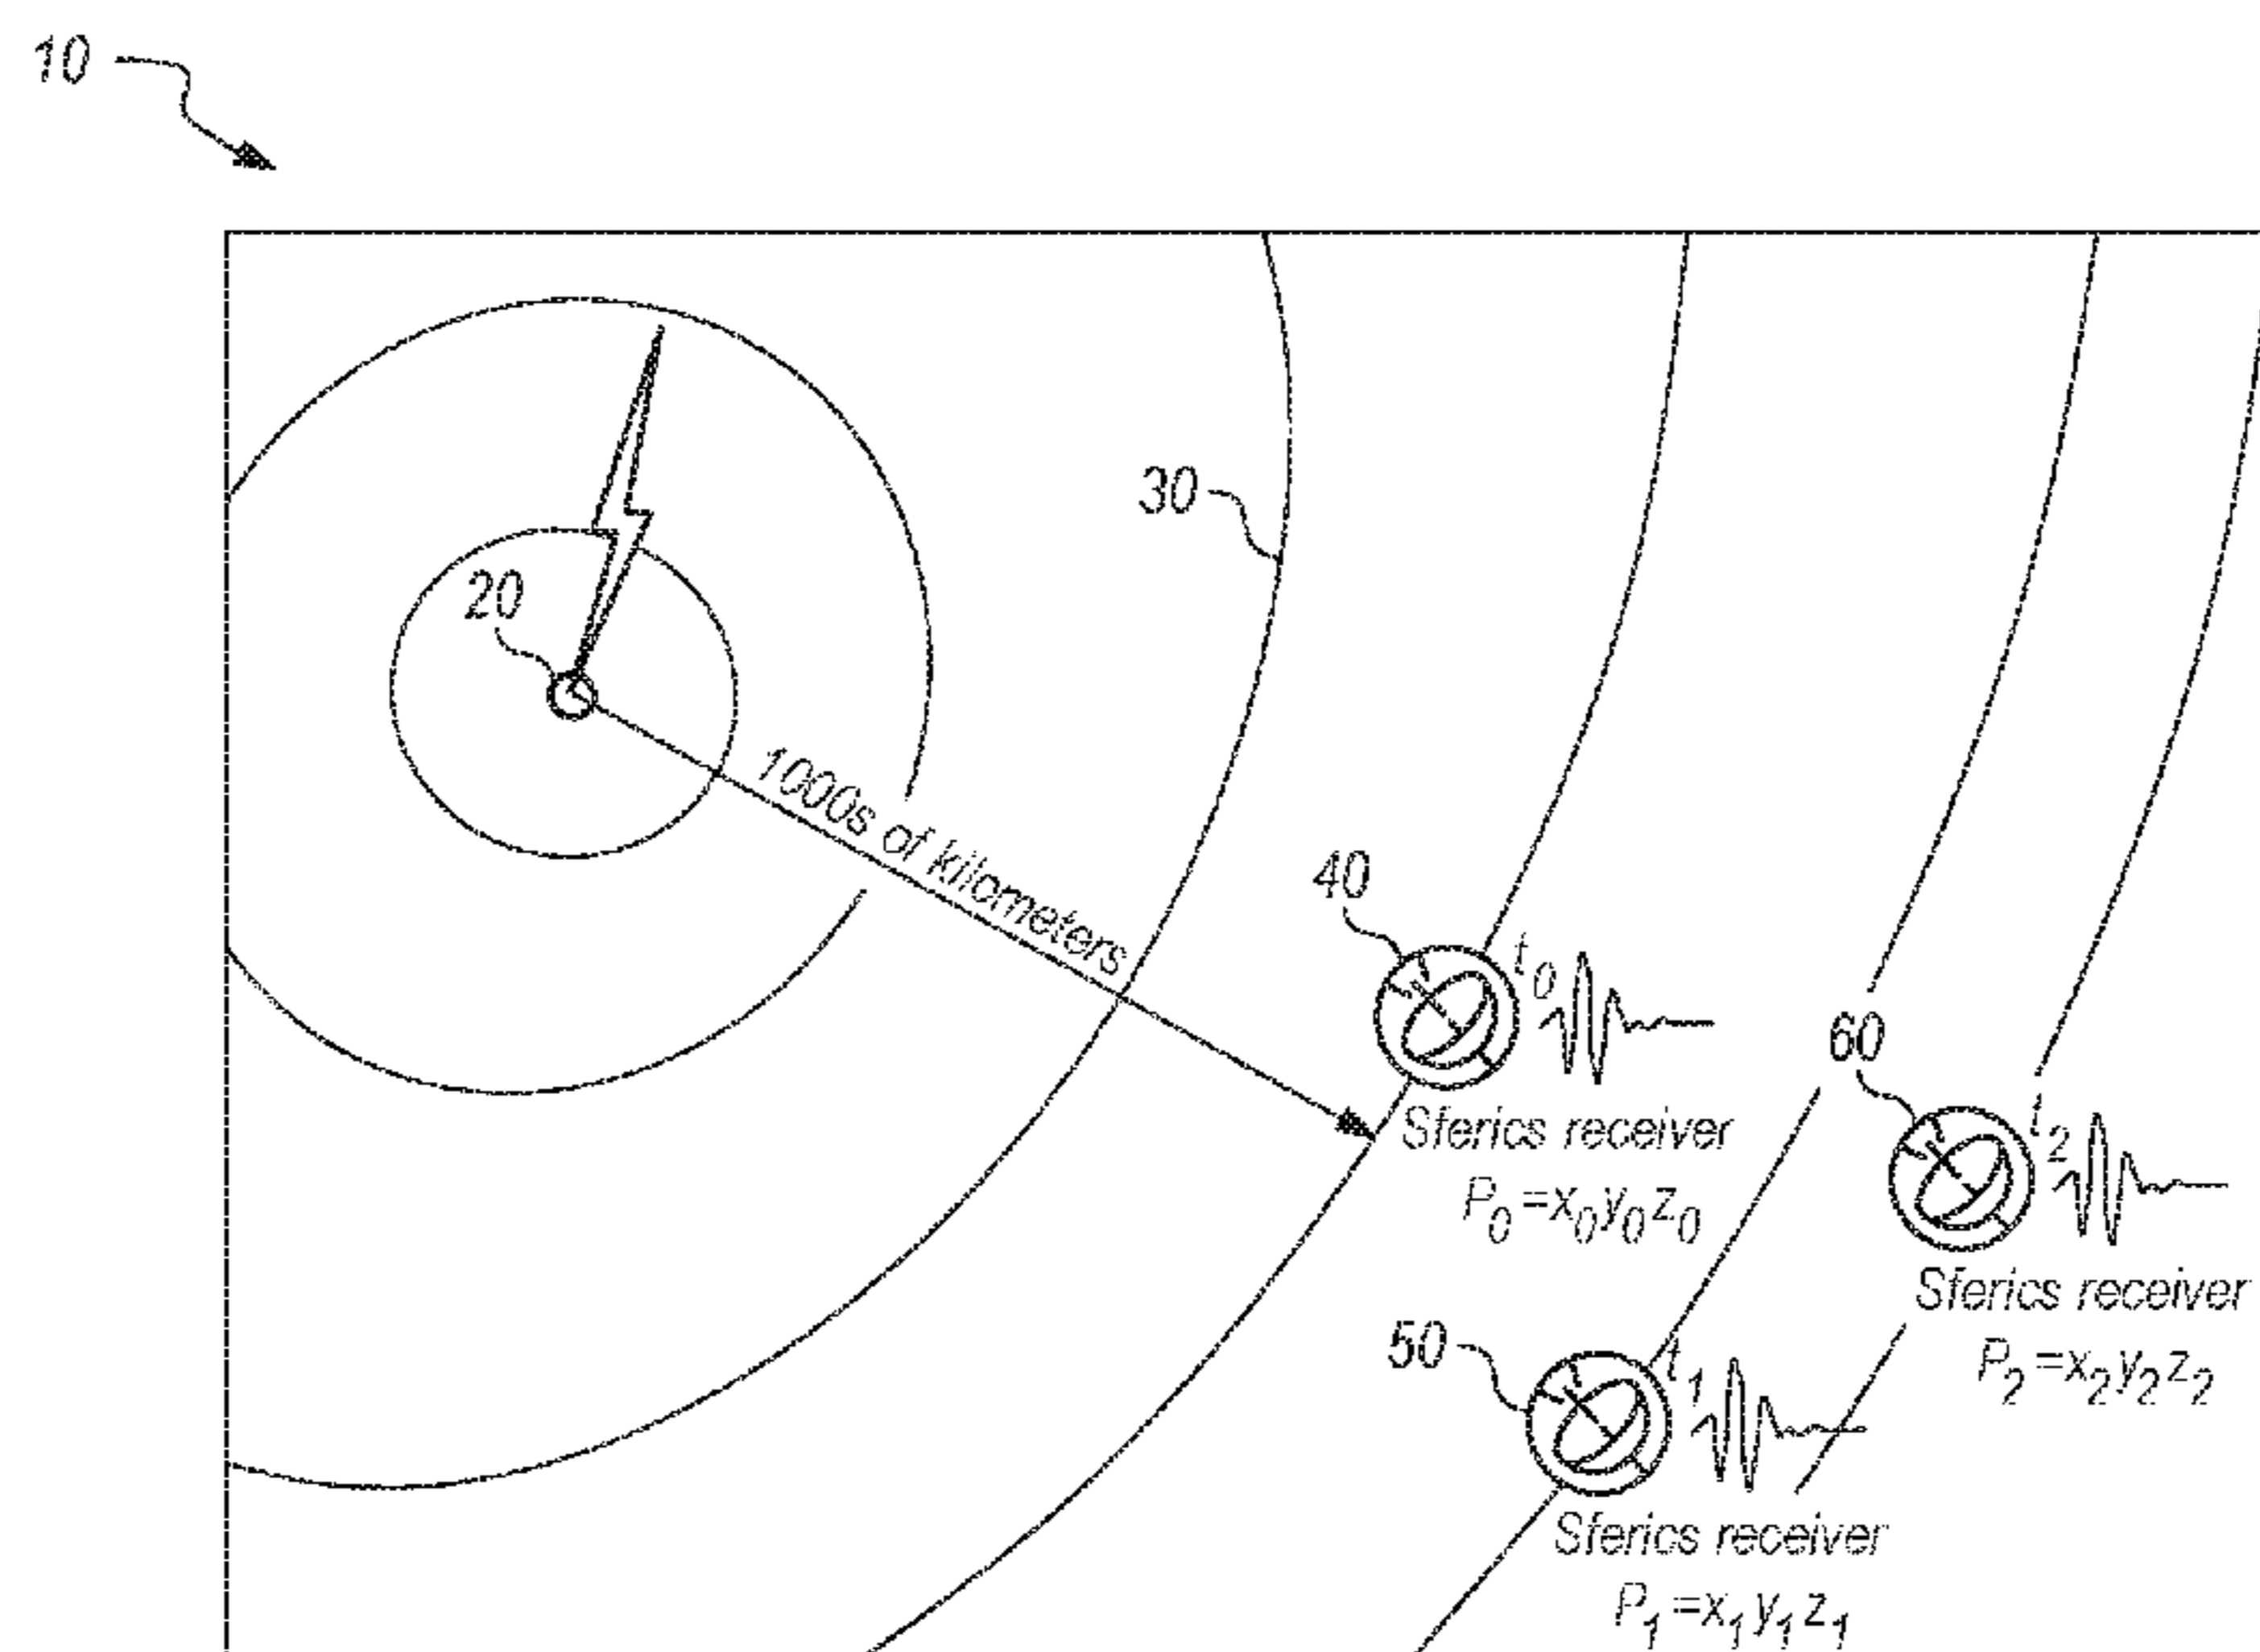 10
30
20
1000s of kilometers
40
t0
Sferics receiver
P0=x0y0z0
60
t2
Sferics receiver
P2=x2y2z2
50
t1
Sferics receiver
P1=x1y1z1